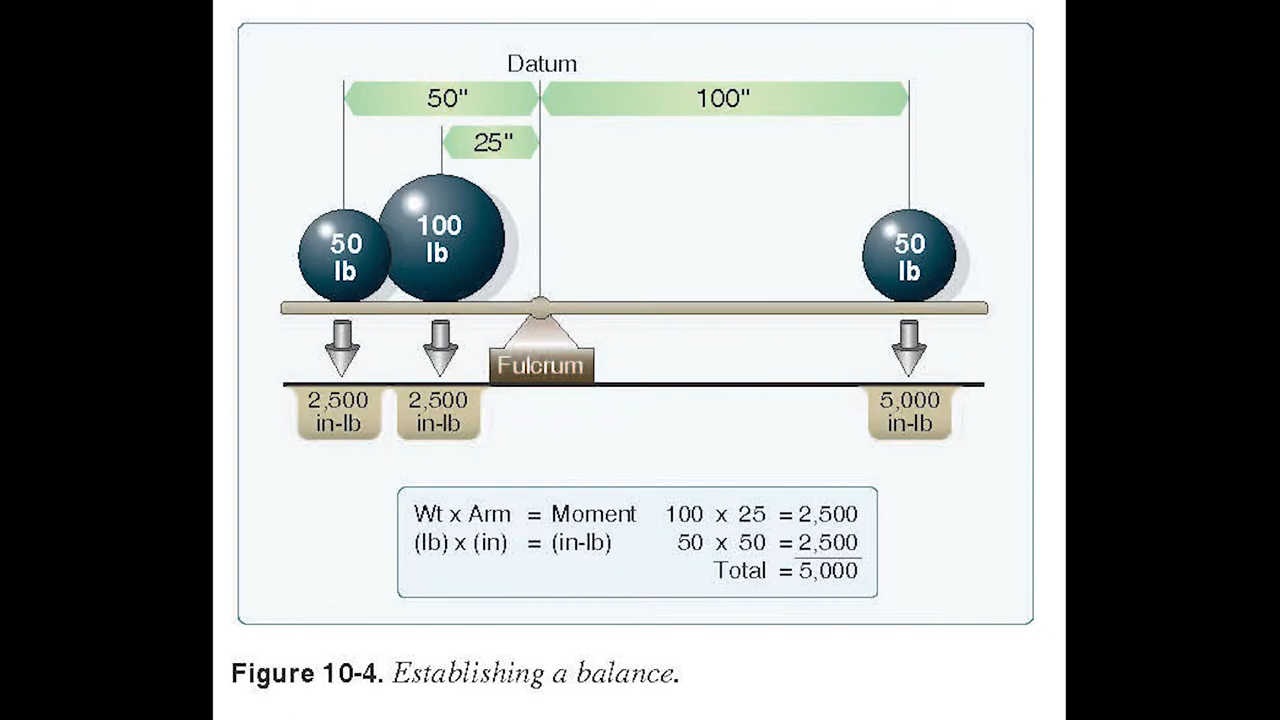 Datum
50"
100"
25"
50
lb
100
lb
50
lb
Fulcrum
2,500
in-lb
2,500
in-lb
5,000
in-lb
Wt x Arm = Moment 100 x 25 = 2,500
(lb) x (in) = (in-lb) 50 x 50 = 2,500
Total = 5,000
Figure 10-4. Establishing a balance.